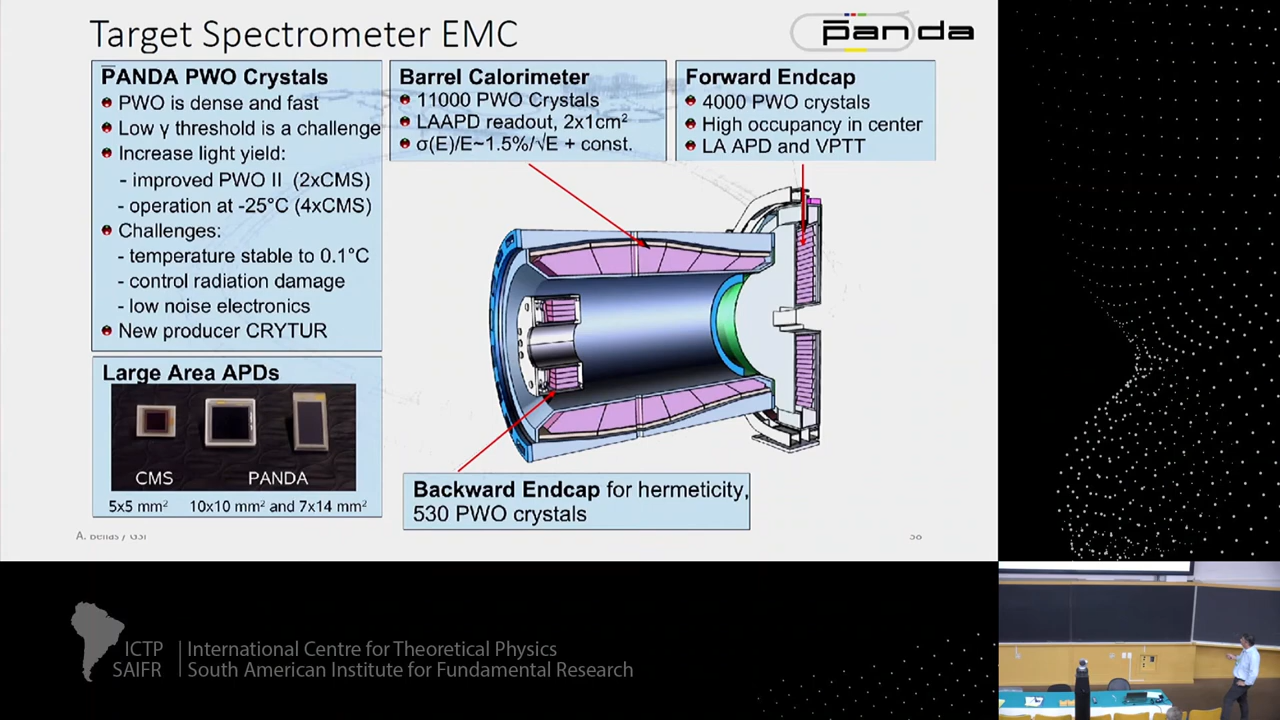 Target Spectrometer EMC
panda
P̅ANDA PWO Crystals
PWO is dense and fast
Low γ threshold is a challenge
Increase light yield:
- improved PWO II (2xCMS)
- operation at -25°C (4xCMS)
Challenges:
- temperature stable to 0.1°C
- control radiation damage
- low noise electronics
New producer CRYTUR
Barrel Calorimeter
11000 PWO Crystals
LAAPD readout, 2x1cm²
σ(E)/E~1.5%/√E + const.
Forward Endcap
4000 PWO crystals
High occupancy in center
LA APD and VPTT
Large Area APDs
CMS PANDA
5x5 mm² 10x10 mm² and 7x14 mm²
Backward Endcap for hermeticity,
530 PWO crystals
ICTP
SAIFR
International Centre for Theoretical Physics
South American Institute for Fundamental Research